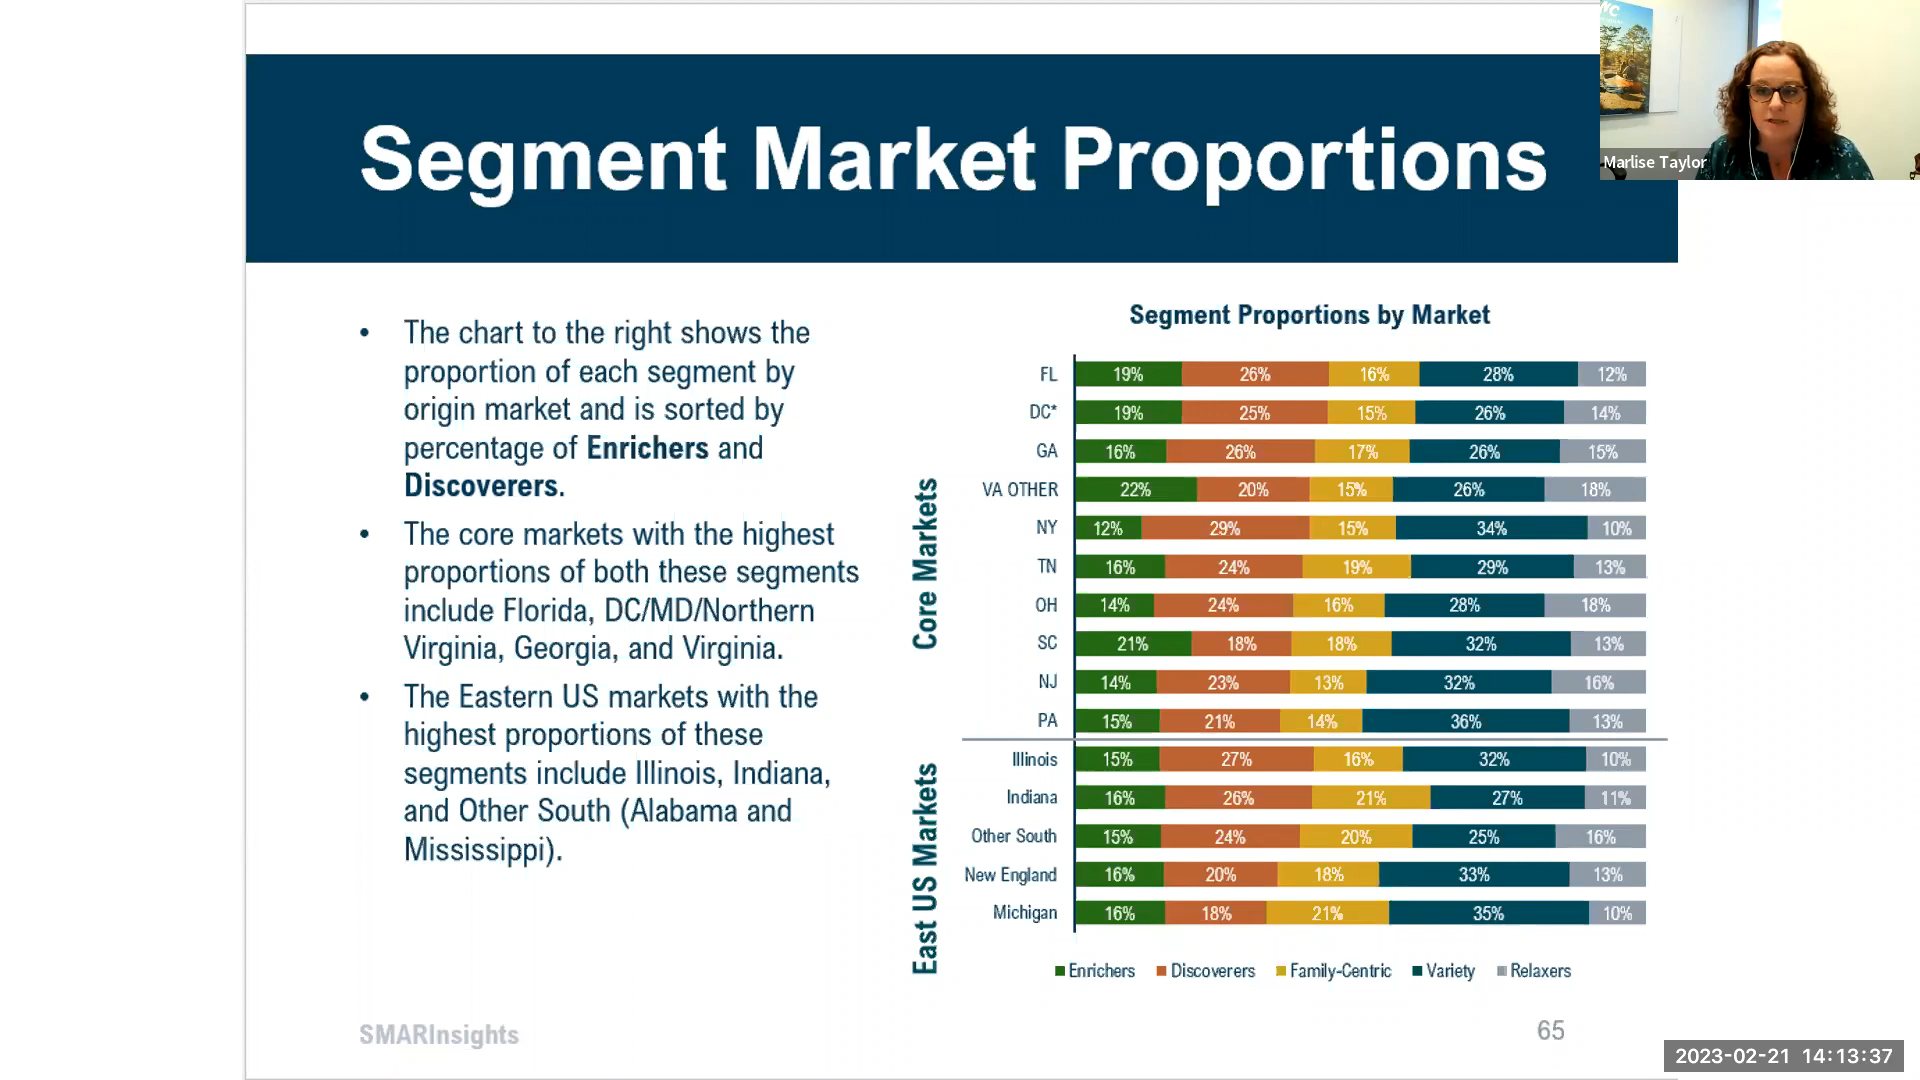 Segment Market Proportions
NC
Marlise Taylor
• The chart to the right shows the
proportion of each segment by
origin market and is sorted by
percentage of Enrichers and
Discoverers.
• The core markets with the highest
proportions of both these segments
include Florida, DC/MD/Northern
Virginia, Georgia, and Virginia.
• The Eastern US markets with the
highest proportions of these
segments include Illinois, Indiana,
and Other South (Alabama and
Mississippi).
Segment Proportions by Market
Core Markets
FL 19% 26% 16% 28% 12%
DC* 19% 25% 15% 26% 14%
GA 16% 26% 17% 26% 15%
VA OTHER 22% 20% 15% 26% 18%
NY 12% 29% 15% 34% 10%
TN 16% 24% 19% 29% 13%
OH 14% 24% 16% 28% 18%
SC 21% 18% 18% 32% 13%
NJ 14% 23% 13% 32% 16%
PA 15% 21% 14% 36% 13%
East US Markets
Illinois 15% 27% 16% 32% 10%
Indiana 16% 26% 21% 27% 11%
Other South 15% 24% 20% 25% 16%
New England 16% 20% 18% 33% 13%
Michigan 16% 18% 21% 35% 10%
Enrichers Discoverers Family-Centric Variety Relaxers
SMARInsights
65
2023-02-21 14:13:37